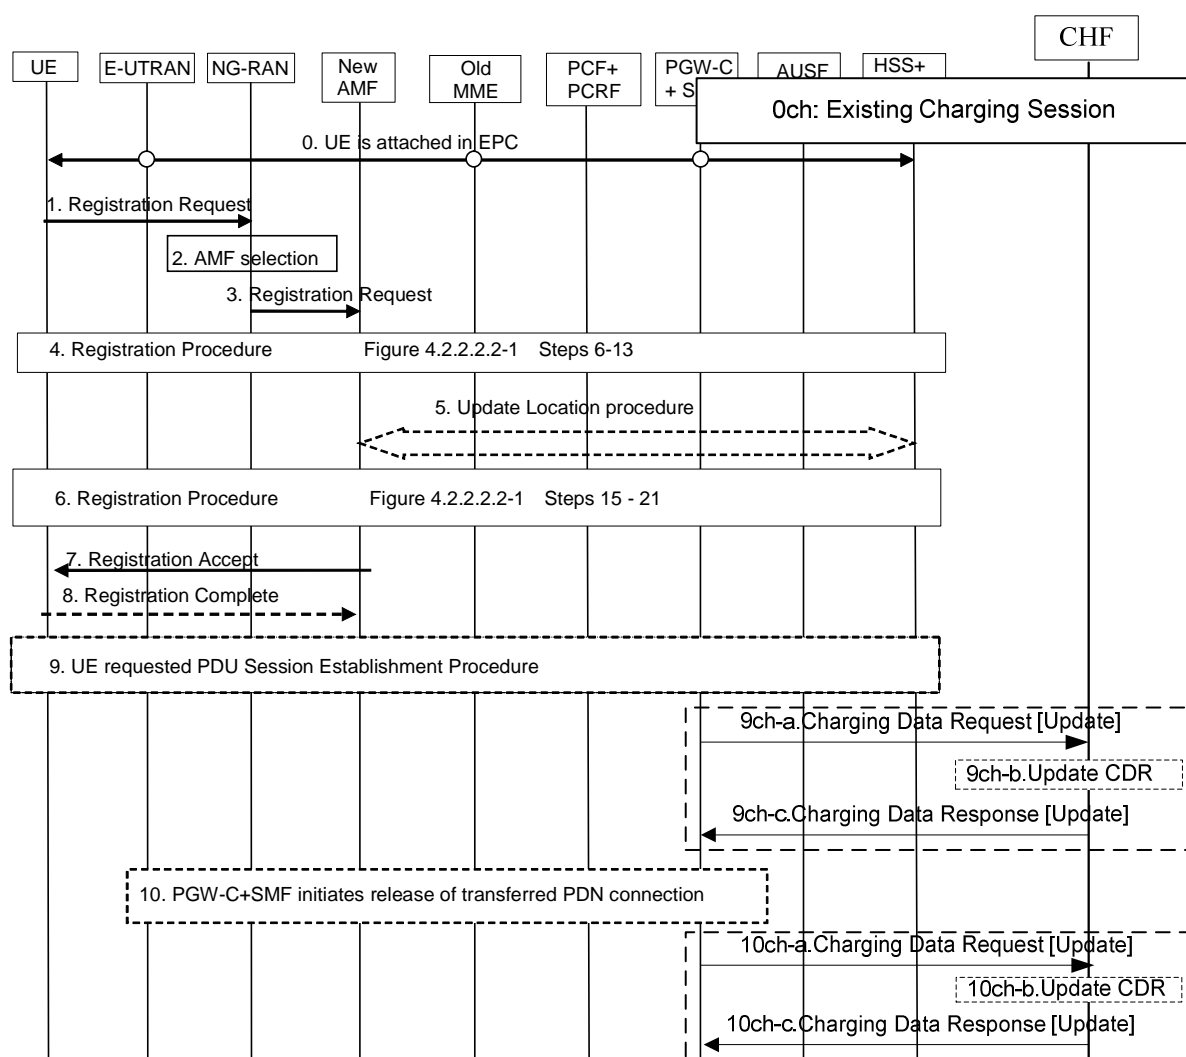 CHF
UE
E-UTRAN
NG-RAN
New
AMF
Old
MME
PCF+
PCRF
PGW-C
+ S
AUSF
HSS+
0ch: Existing Charging Session
0. UE is attached in EPC
1. Registration Request
2. AMF selection
3. Registration Request
4. Registration Procedure Figure 4.2.2.2.2-1 Steps 6-13
5. Update Location procedure
6. Registration Procedure Figure 4.2.2.2.2-1 Steps 15 - 21
7. Registration Accept
8. Registration Complete
9. UE requested PDU Session Establishment Procedure
9ch-a.Charging Data Request [Update]
9ch-b.Update CDR
9ch-c.Charging Data Response [Update]
10. PGW-C+SMF initiates release of transferred PDN connection
10ch-a.Charging Data Request [Update]
10ch-b.Update CDR
10ch-c.Charging Data Response [Update]